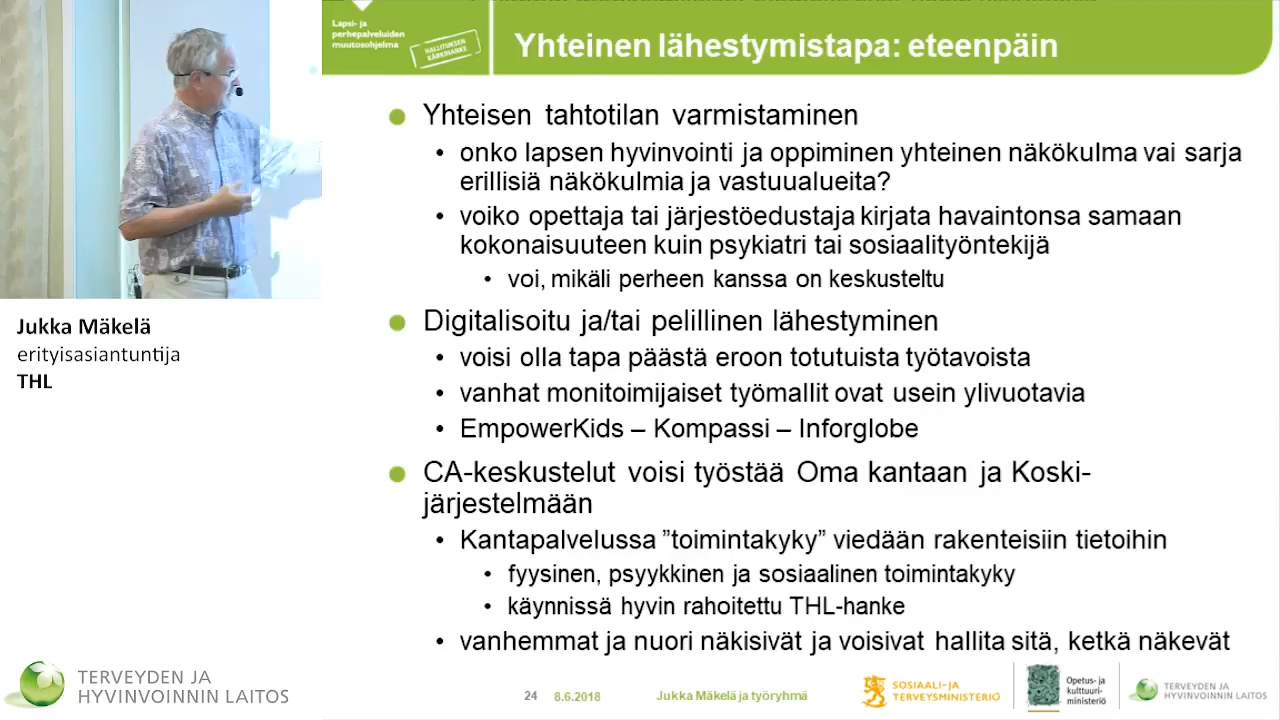 Lapsi- ja
perhepalveluiden
muutosohjelma
HALLITUKSEN
KÄRKIHANKE
Yhteinen lähestymistapa: eteenpäin
Yhteisen tahtotilan varmistaminen
onko lapsen hyvinvointi ja oppiminen yhteinen näkökulma vai sarja
erillisiä näkökulmia ja vastuualueita?
voiko opettaja tai järjestöedustaja kirjata havaintonsa samaan
kokonaisuuteen kuin psykiatri tai sosiaalityöntekijä
voi, mikäli perheen kanssa on keskusteltu
Digitalisoitu ja/tai pelillinen lähestyminen
voisi olla tapa päästä eroon totutuista työtavoista
vanhat monitoimijaiset työmallit ovat usein ylivuotavia
EmpowerKids – Kompassi – Inforglobe
CA-keskustelut voisi työstää Oma kantaan ja Koski-
järjestelmään
Kantapalvelussa ”toimintakyky” viedään rakenteisiin tietoihin
fyysinen, psyykkinen ja sosiaalinen toimintakyky
käynnissä hyvin rahoitettu THL-hanke
vanhemmat ja nuori näkisivät ja voisivat hallita sitä, ketkä näkevät
Jukka Mäkelä
erityisasiantuntija
THL
TERVEYDEN JA
HYVINVOINNIN LAITOS
24 8.6.2018 Jukka Mäkelä ja työryhmä
SOSIAALI- JA
TERVEYSMINISTERIÖ
Opetus- ja
kulttuuri-
ministeriö
TERVEYDEN JA
HYVINVOINNIN LAITOS